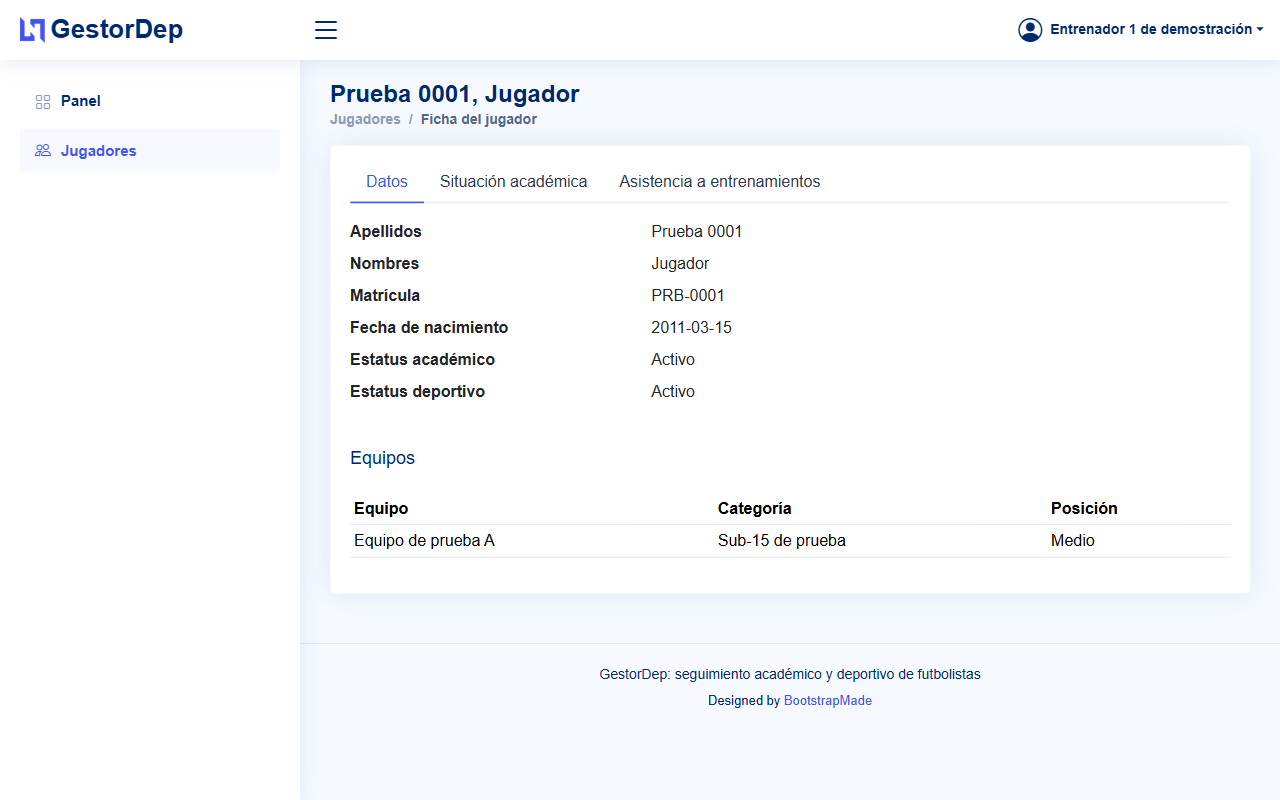 GestorDep
Entrenador 1 de demostración
Panel
Jugadores
Prueba 0001, Jugador
Jugadores / Ficha del jugador
Datos Situación académica Asistencia a entrenamientos
Apellidos Prueba 0001
Nombres Jugador
Matrícula PRB-0001
Fecha de nacimiento 2011-03-15
Estatus académico Activo
Estatus deportivo Activo
Equipos
Equipo Categoría Posición
Equipo de prueba A Sub-15 de prueba Medio
GestorDep: seguimiento académico y deportivo de futbolistas
Designed by BootstrapMade